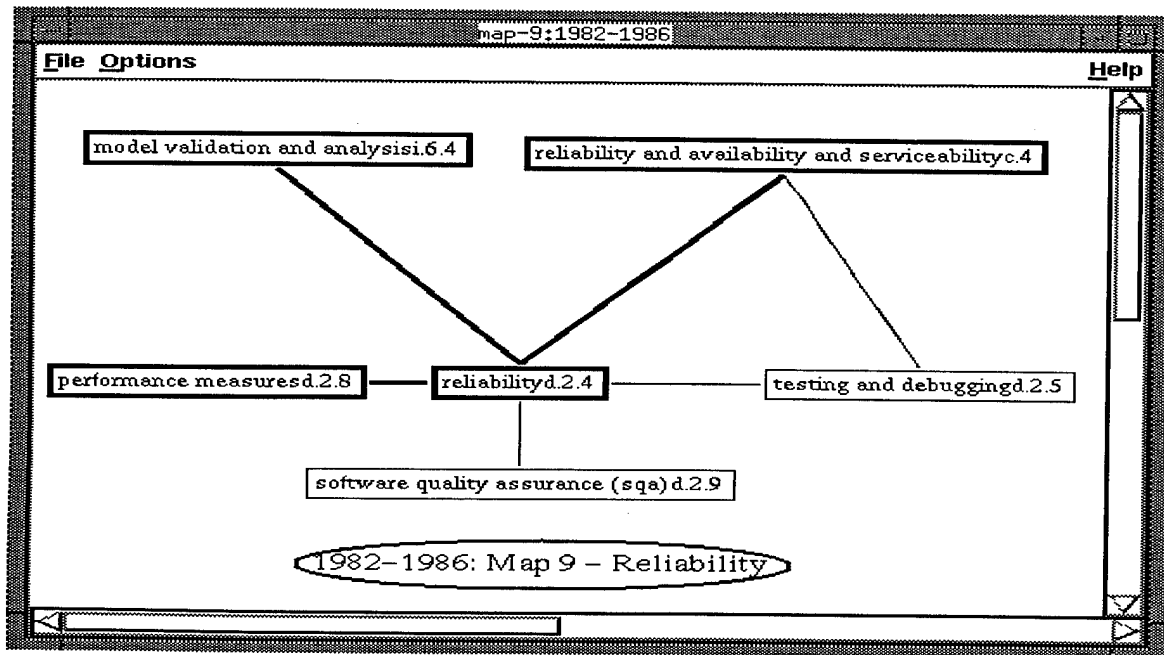 map-9:1982-1986
File Options Help
model validation and analysisi.6.4
reliability and availability and serviceabilityc.4
performance measuresd.2.8
reliabilityd.2.4
testing and debuggingd.2.5
software quality assurance (sqa)d.2.9
1982-1986: Map 9 – Reliability